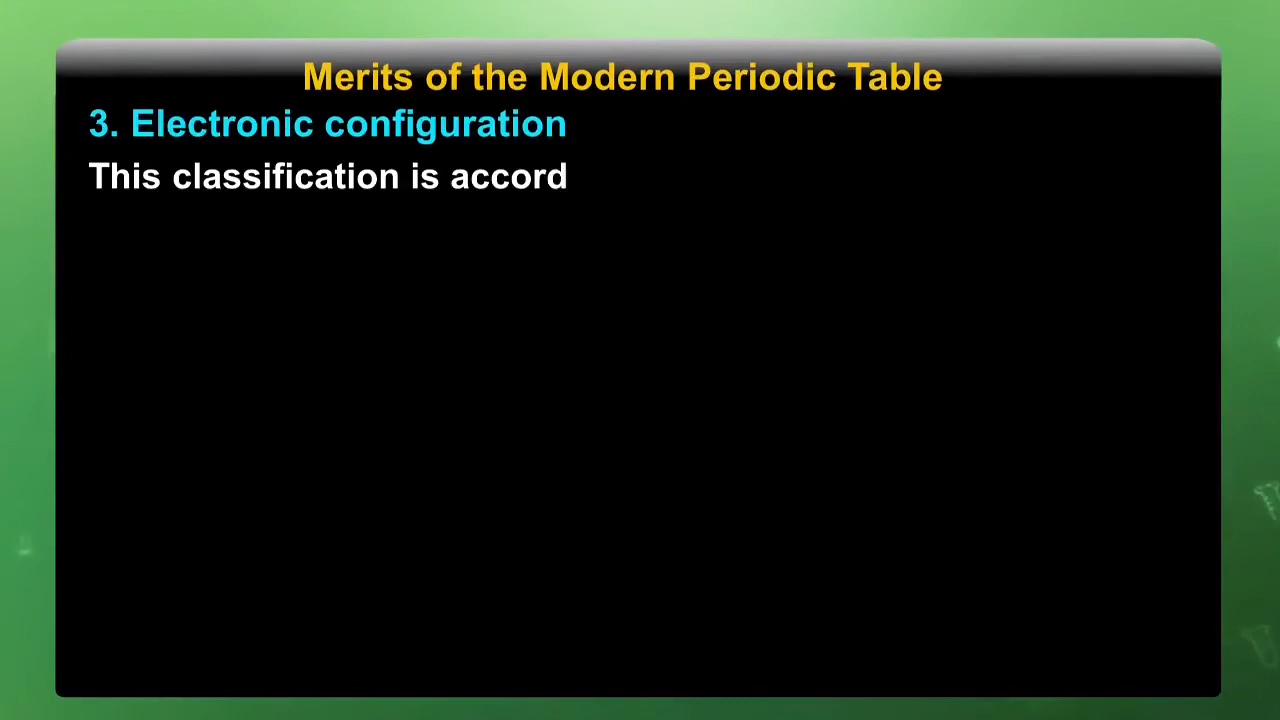 Merits of the Modern Periodic Table
3. Electronic configuration
This classification is accord